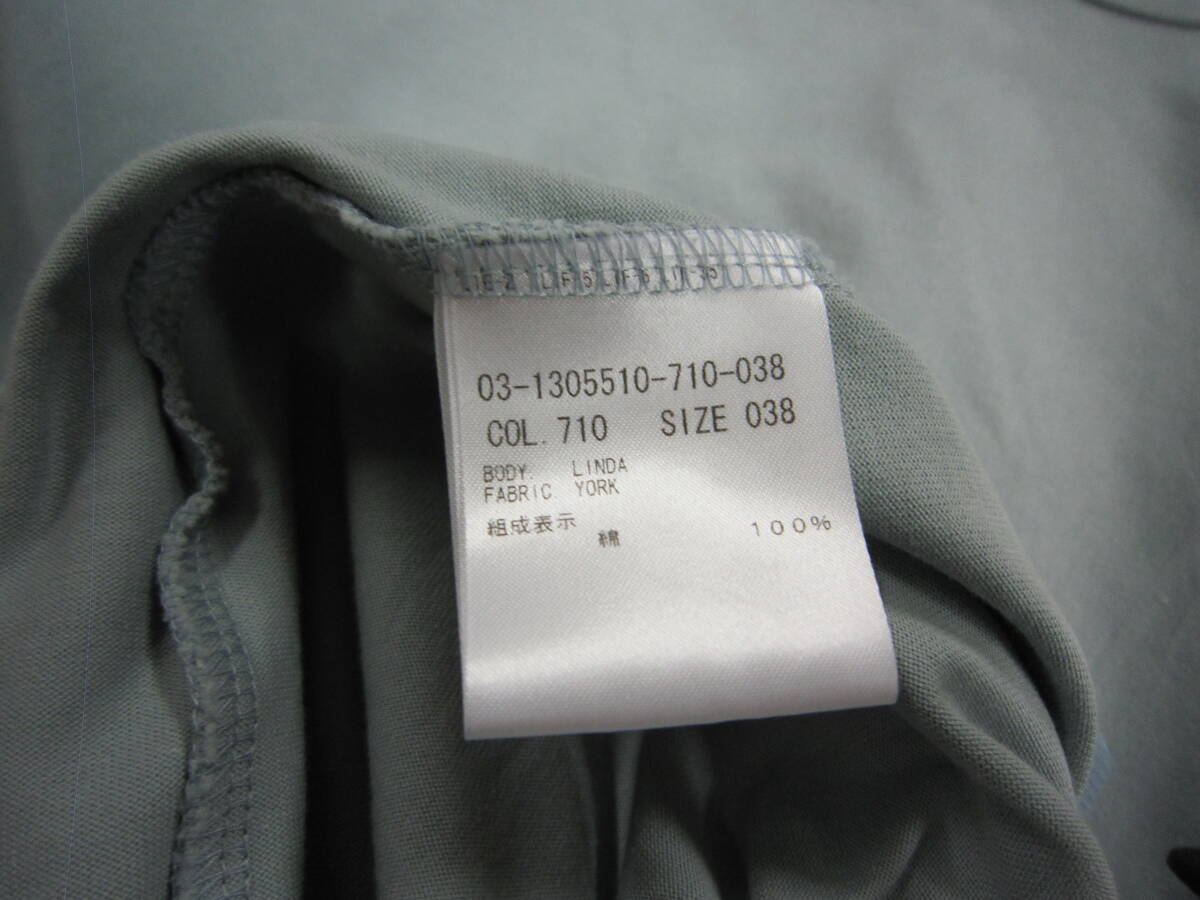 03-1305510-710-038
COL. 710 SIZE 038
BODY. LINDA
FABRIC YORK
組成表示
綿 100%